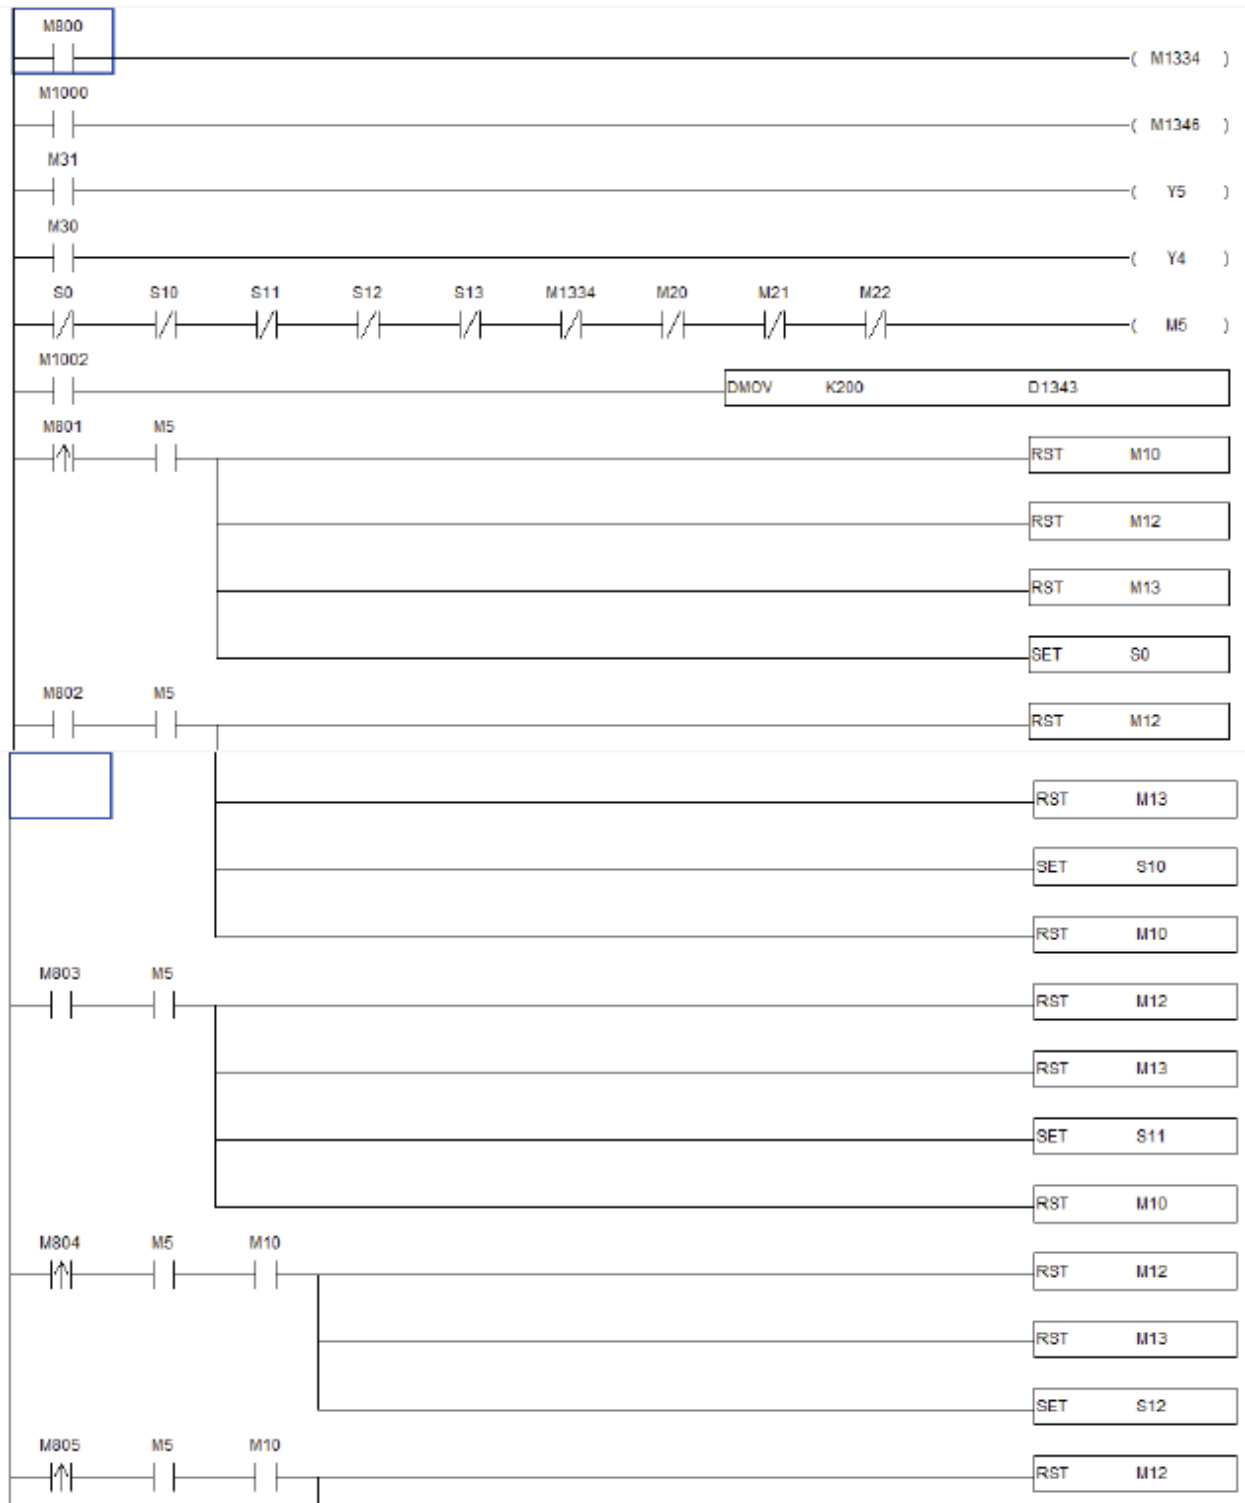 M800
( M1334 )
M1000
( M1346 )
M31
( Y5 )
M30
( Y4 )
S0 S10 S11 S12 S13 M1334 M20 M21 M22
( M5 )
M1002
DMOV K200 D1343
M801 M5
RST M10
RST M12
RST M13
SET S0
M802 M5
RST M12
RST M13
SET S10
RST M10
M803 M5
RST M12
RST M13
SET S11
RST M10
M804 M5 M10
RST M12
RST M13
SET S12
M805 M5 M10
RST M12